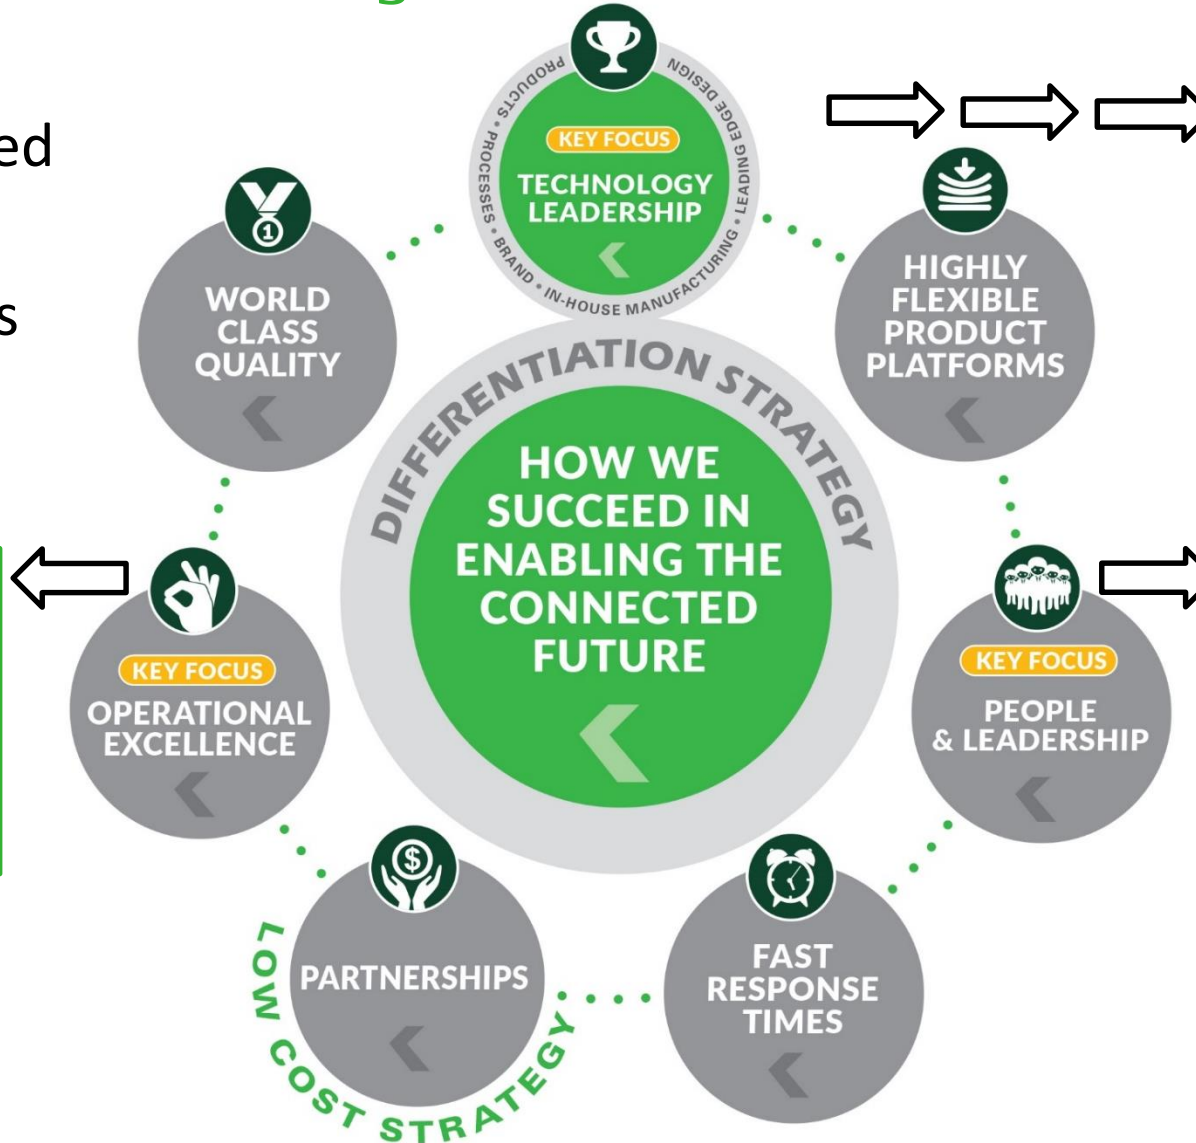 g
ed
s
PRODUCTS • PROCESSES • BRAND • IN-HOUSE MANUFACTURING • LEADING EDGE DESIGN
KEY FOCUS
TECHNOLOGY
LEADERSHIP
1
WORLD
CLASS
QUALITY
HIGHLY
FLEXIBLE
PRODUCT
PLATFORMS
DIFFERENTIATION STRATEGY
HOW WE
SUCCEED IN
ENABLING THE
CONNECTED
FUTURE
KEY FOCUS
OPERATIONAL
EXCELLENCE
KEY FOCUS
PEOPLE
& LEADERSHIP
$
PARTNERSHIPS
LOW COST STRATEGY
FAST
RESPONSE
TIMES